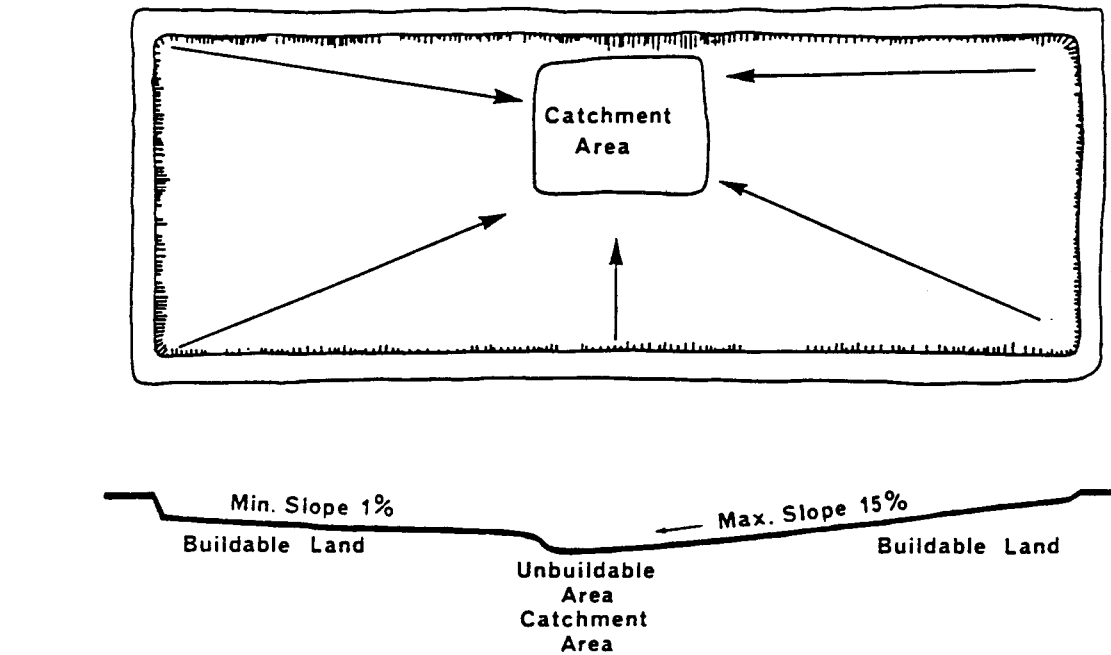 Catchment
Area
Min. Slope 1%
Max. Slope 15%
Buildable Land
Buildable Land
Unbuildable
Area
Catchment
Area